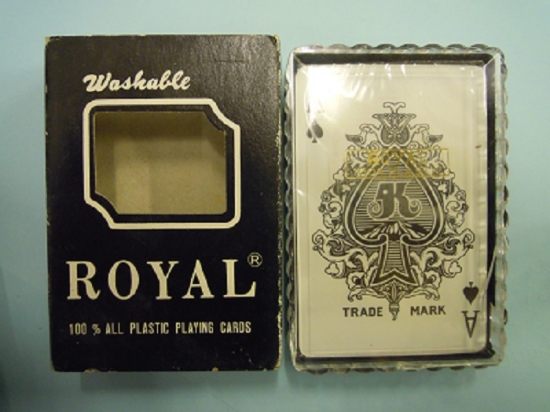 Washable
ROYAL®
100 % ALL PLASTIC PLAYING CARDS
A
K
TRADE MARK
A